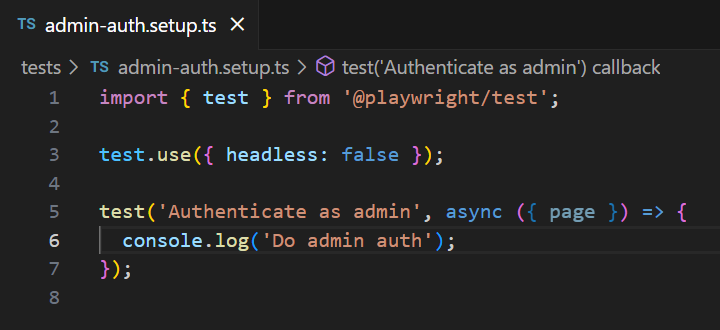 TS admin-auth.setup.ts ×
tests > TS admin-auth.setup.ts > test('Authenticate as admin') callback
1 import { test } from '@playwright/test';
2
3 test.use({ headless: false });
4
5 test('Authenticate as admin', async ({ page }) => {
6 console.log('Do admin auth');
7 });
8